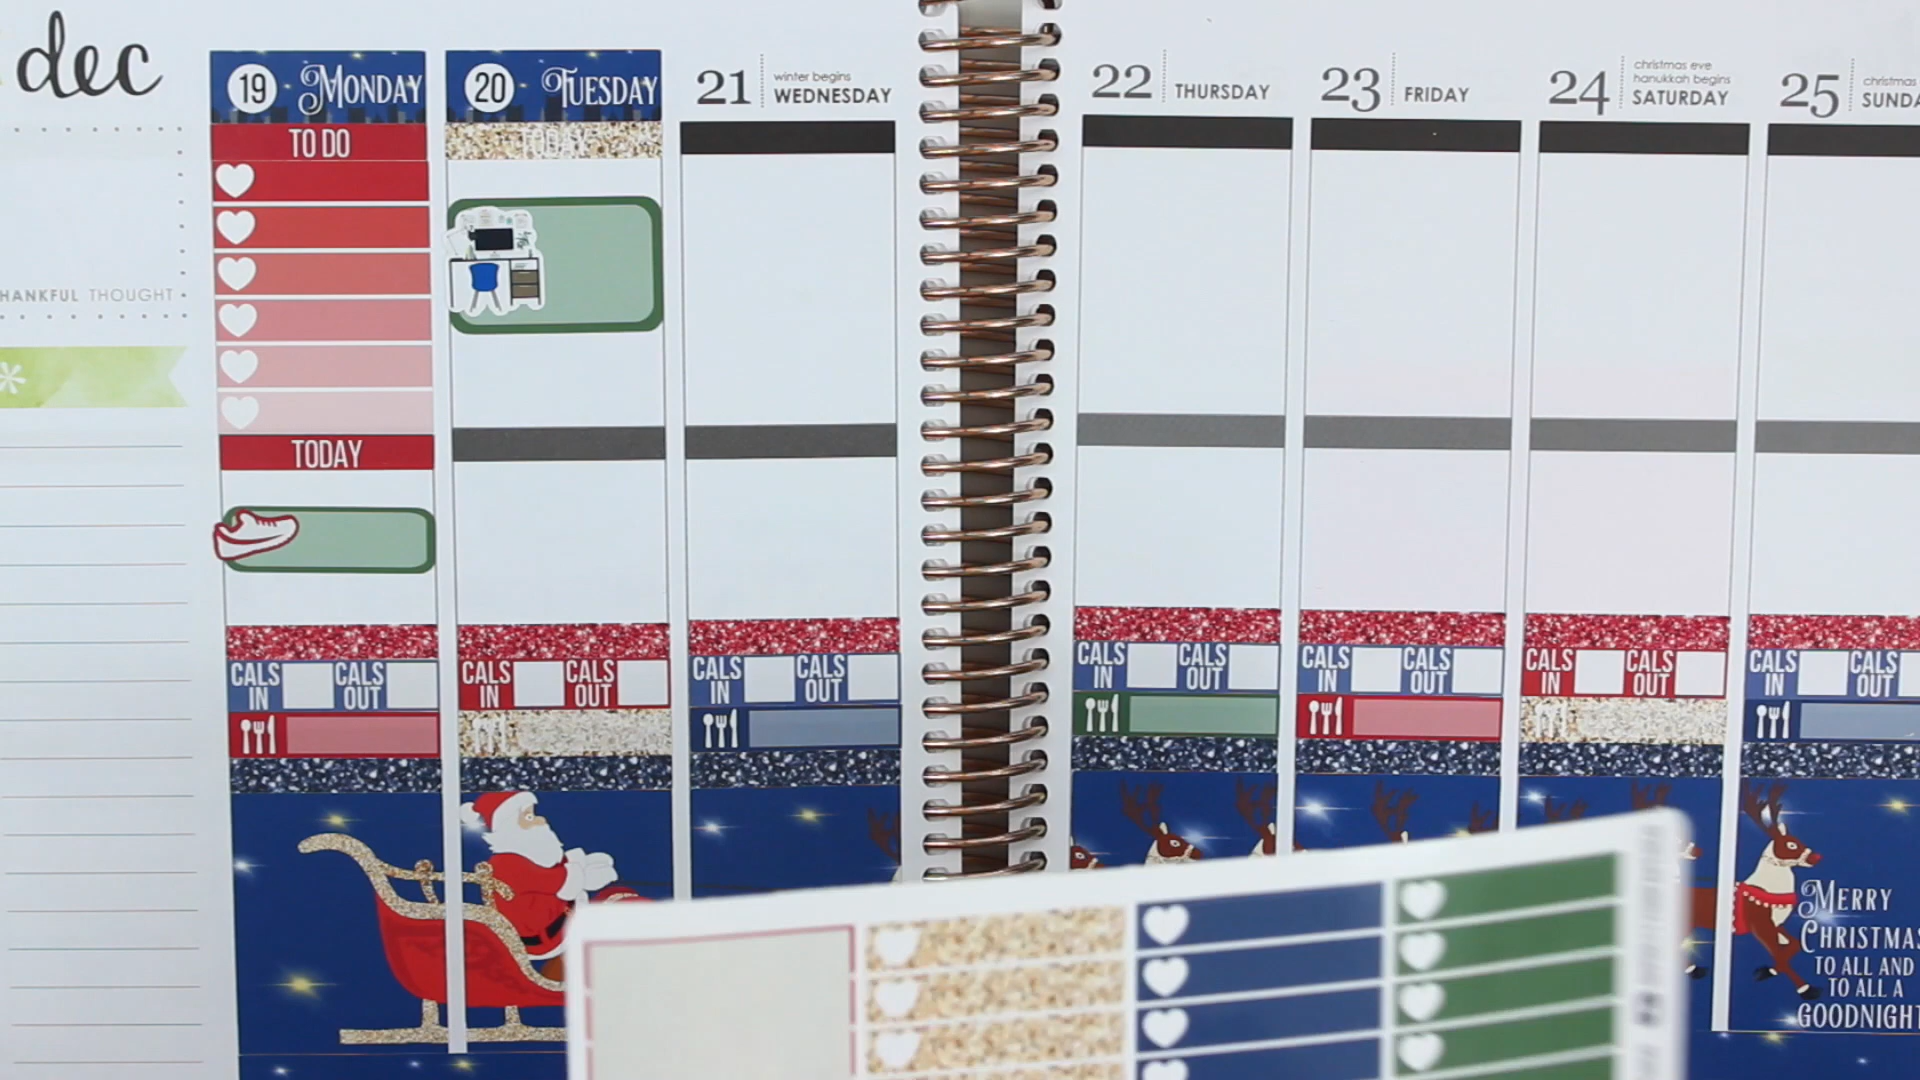 dec
HANKFUL THOUGHT
19 MONDAY
TO DO
TODAY
CALS IN
CALS OUT
20 TUESDAY
TODAY
CALS IN
CALS OUT
21
winter begins
WEDNESDAY
CALS IN
CALS OUT
22 THURSDAY
CALS IN
CALS OUT
23 FRIDAY
CALS IN
CALS OUT
24
christmas eve
hanukkah begins
SATURDAY
CALS IN
CALS OUT
25
christmas
SUNDA
CALS IN
CALS OUT
MERRY
CHRISTMAS
TO ALL AND
TO ALL A
GOODNIGHT